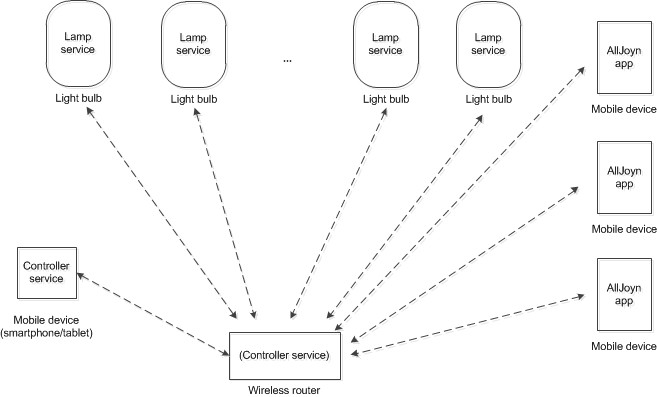 Lamp
service
Light bulb
Lamp
service
Light bulb
...
Lamp
service
Light bulb
Lamp
service
Light bulb
AllJoyn
app
Mobile device
AllJoyn
app
Mobile device
Controller
service
Mobile device
(smartphone/tablet)
AllJoyn
app
Mobile device
(Controller service)
Wireless router